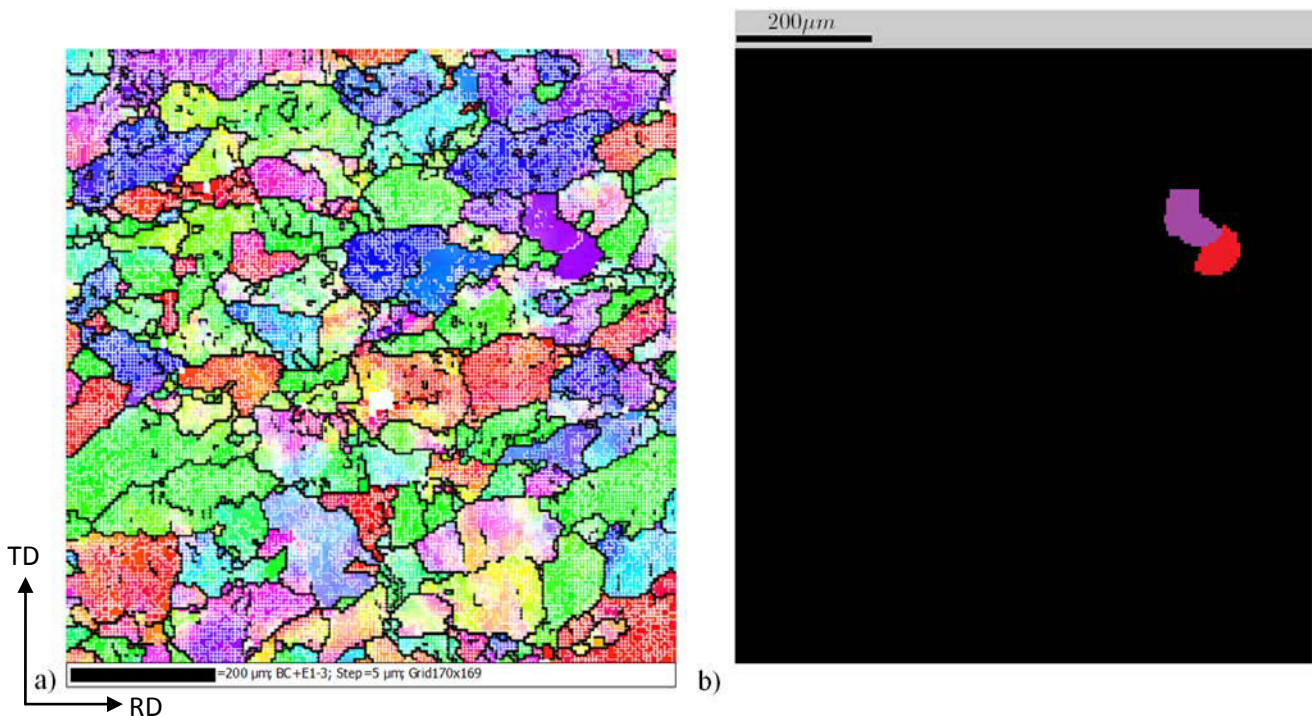 200μm
TD
a)
=200 μm; BC+E1-3; Step=5 μm; Grid170x169
b)
RD